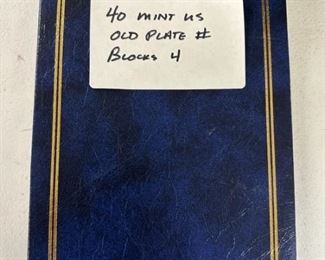 40 MINT US
OLD PLATE #
BLOCKS 4